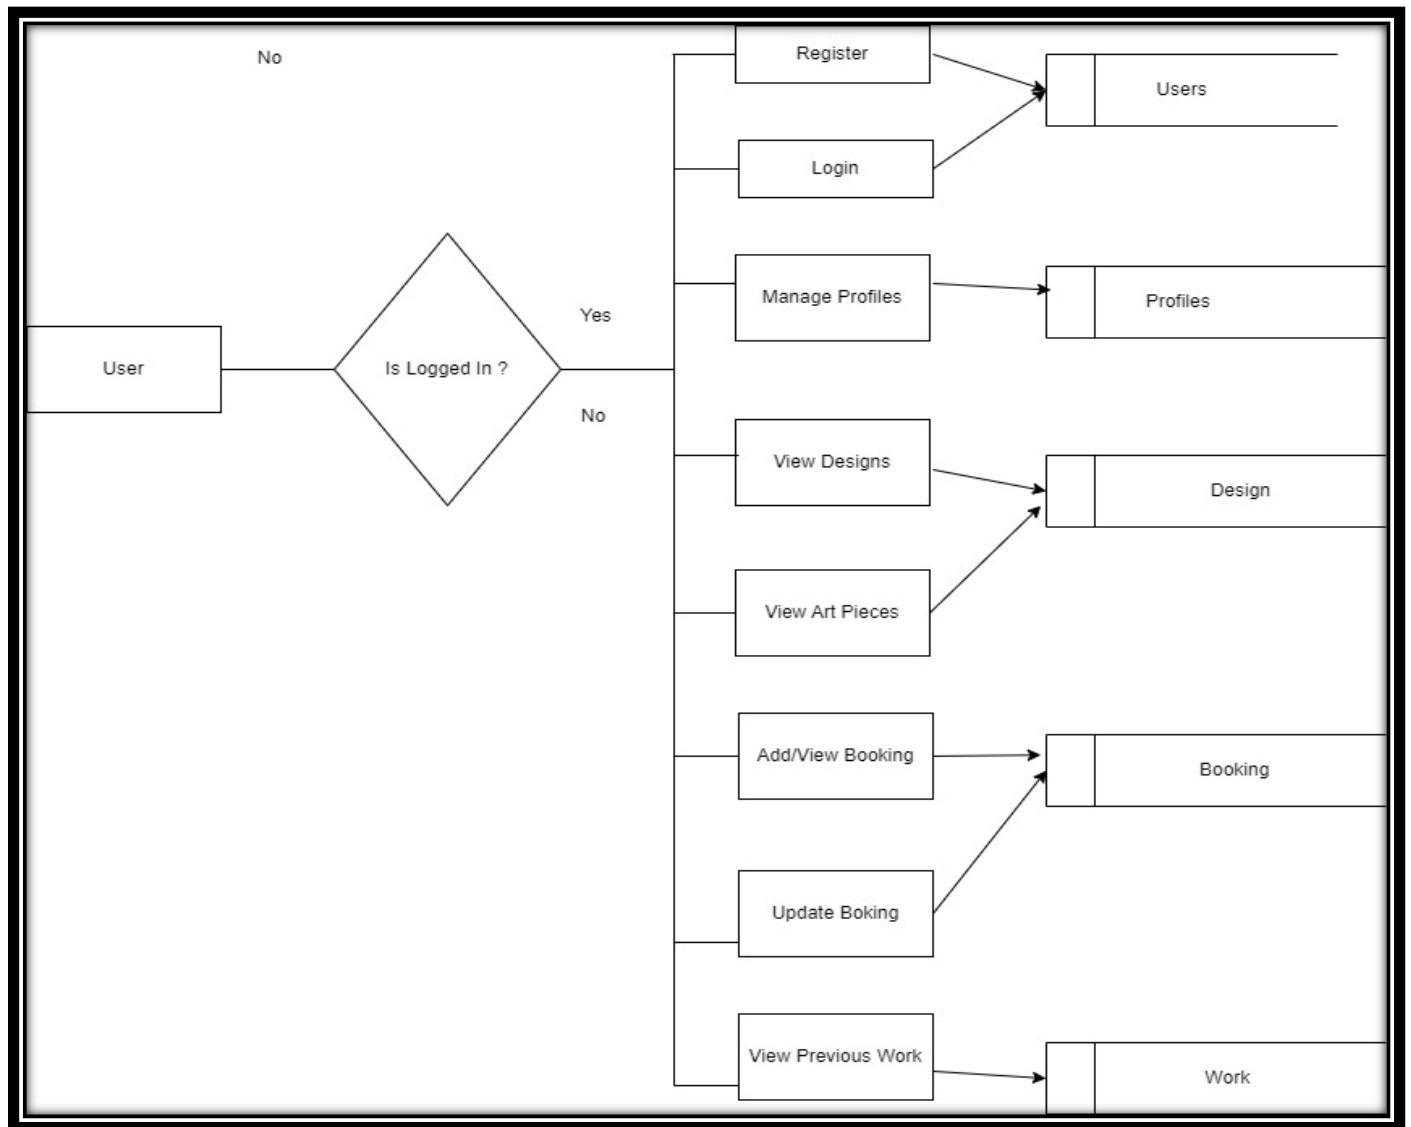 No
Register
Users
Login
Manage Profiles
Profiles
Yes
User
Is Logged In ?
No
View Designs
Design
View Art Pieces
Add/View Booking
Booking
Update Boking
View Previous Work
Work